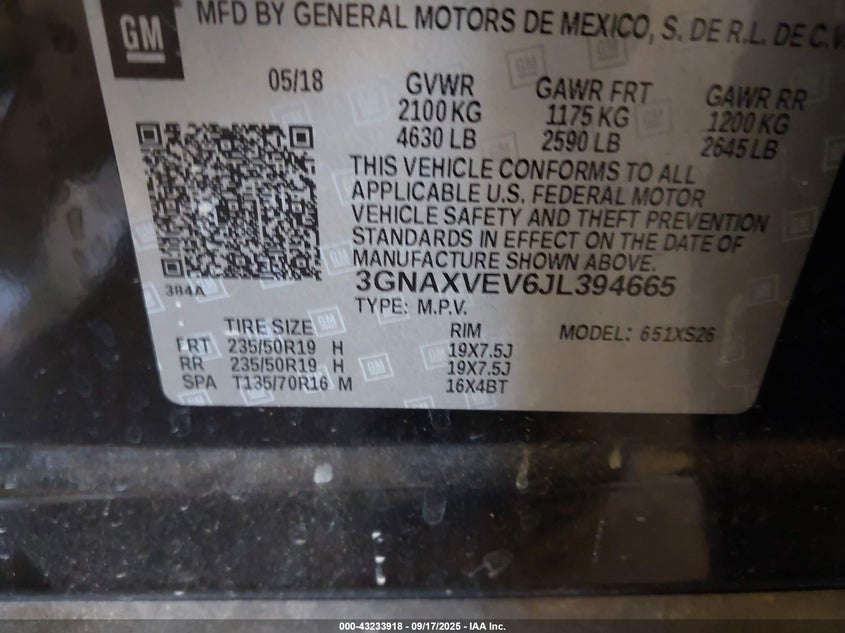 GM
MFD BY GENERAL MOTORS DE MEXICO, S. DE R.L. DE C.V
05/18 GVWR GAWR FRT GAWR RR
2100 KG 1175 KG 1200 KG
4630 LB 2590 LB 2645 LB
THIS VEHICLE CONFORMS TO ALL
APPLICABLE U.S. FEDERAL MOTOR
VEHICLE SAFETY AND THEFT PREVENTION
STANDARDS IN EFFECT ON THE DATE OF
MANUFACTURE SHOWN ABOVE.
384A 3GNAXVEV6JL394665
TYPE: M.P.V.
TIRE SIZE RIM MODEL: 651XS26
FRT 235/50R19 H 19X7.5J
RR 235/50R19 H 19X7.5J
SPA T135/70R16 M 16X4BT
000-43233918 - 09/17/2025 - IAA Inc.